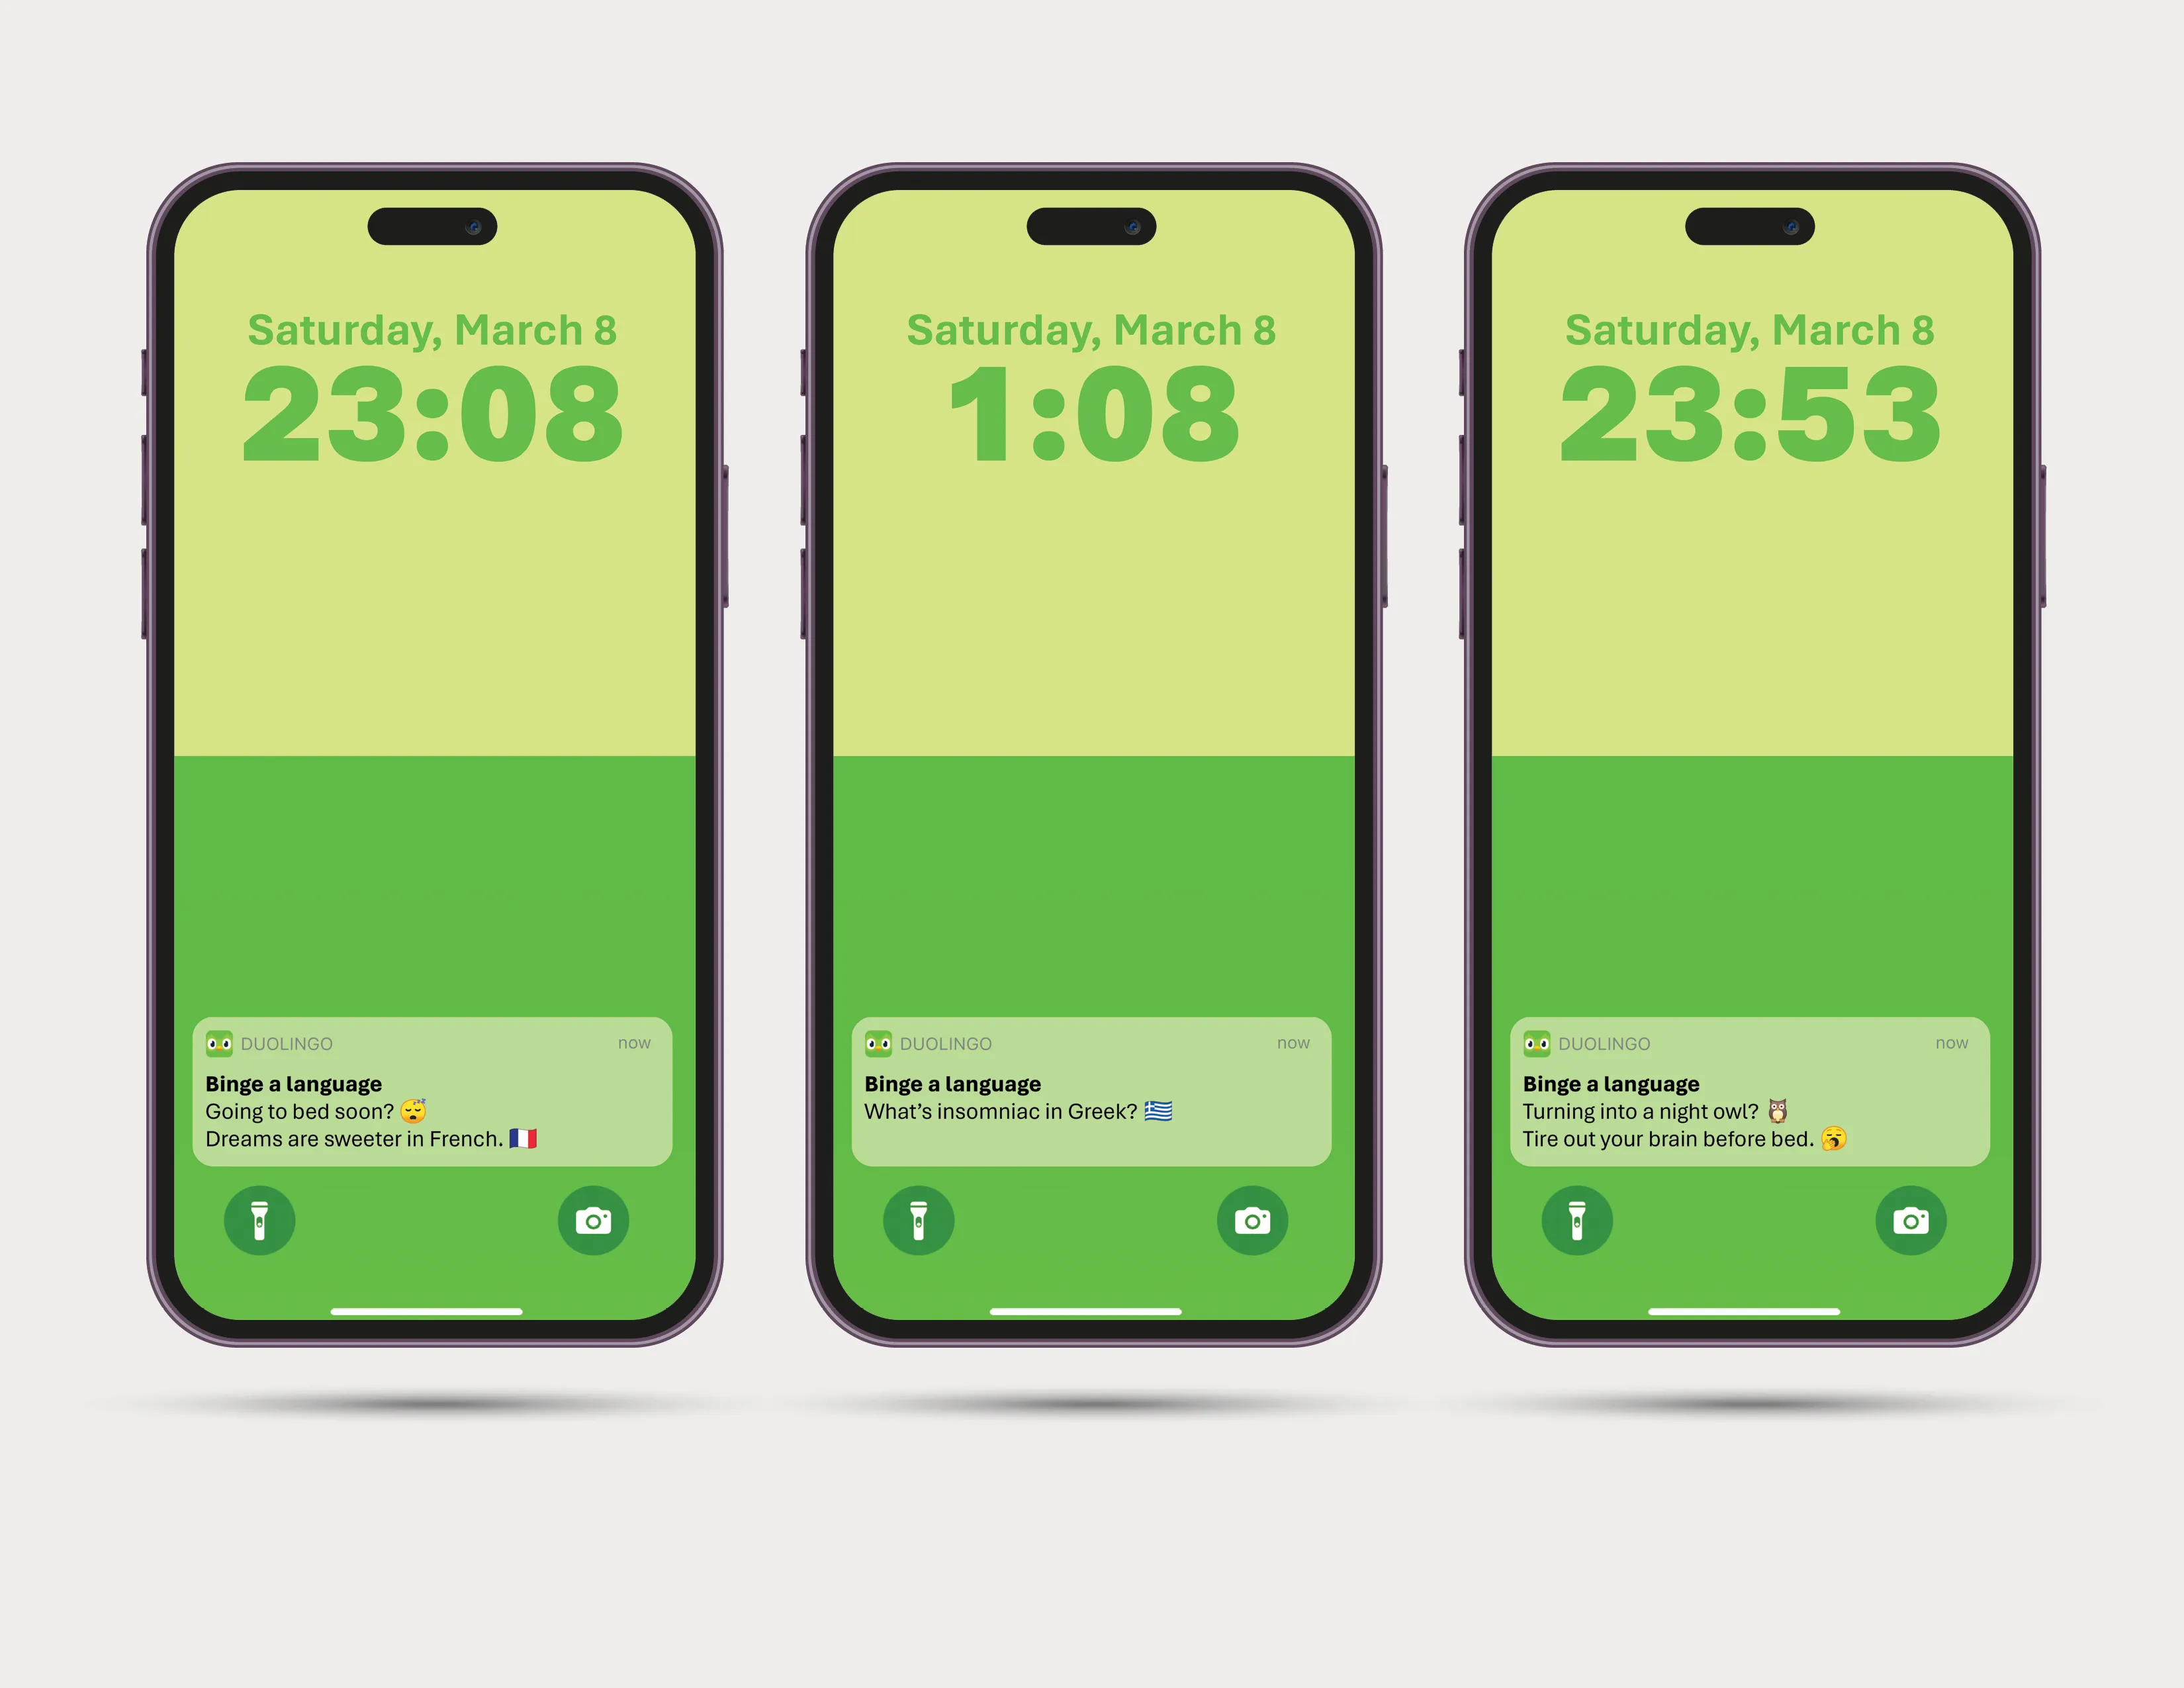 Saturday, March 8
23:08
DUOLINGO now
Binge a language
Going to bed soon? 😴
Dreams are sweeter in French. 🇫🇷
Saturday, March 8
1:08
DUOLINGO now
Binge a language
What’s insomniac in Greek? 🇬🇷
Saturday, March 8
23:53
DUOLINGO now
Binge a language
Turning into a night owl? 🦉
Tire out your brain before bed. 🥱